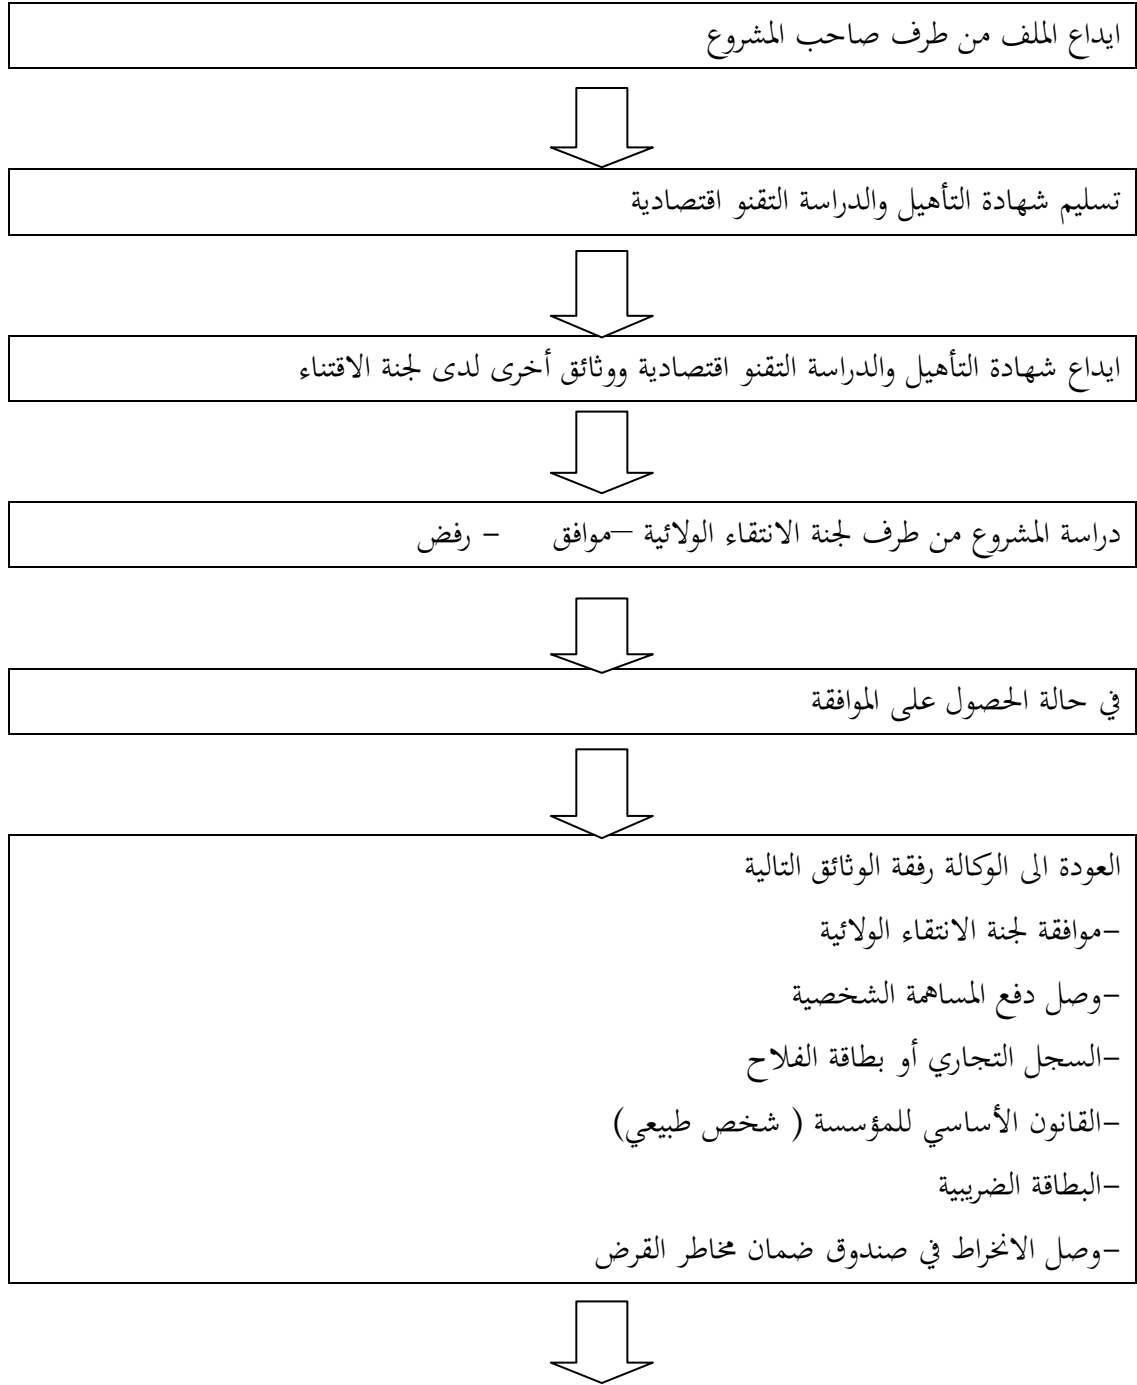 ايداع الملف من طرف صاحب المشروع
تسليم شهادة التأهيل والدراسة التقنو اقتصادية
ايداع شهادة التأهيل والدراسة التقنو اقتصادية ووثائق أخرى لدى لجنة الاقتناء
دراسة المشروع من طرف لجنة الانتقاء الولائية –موافق – رفض
في حالة الحصول على الموافقة
العودة الى الوكالة رفقة الوثائق التالية
-موافقة لجنة الانتقاء الولائية
-وصل دفع المساهمة الشخصية
-السجل التجاري أو بطاقة الفلاح
-القانون الأساسي للمؤسسة ( شخص طبيعي)
-البطاقة الضريبية
-وصل الانخراط في صندوق ضمان مخاطر القرض